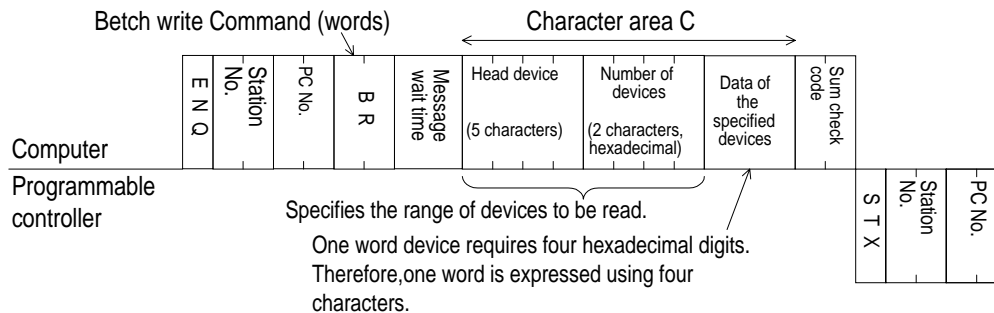 Betch write Command (words)
Character area C
E N Q
Station
No.
PC No.
B R
Message
wait time
Head device
(5 characters)
Number of
devices
(2 characters,
hexadecimal)
Data of
the
specified
devices
Sum check
code
Computer
Programmable
controller
Specifies the range of devices to be read.
One word device requires four hexadecimal digits.
Therefore,one word is expressed using four
characters.
S T X
Station
No.
PC No.